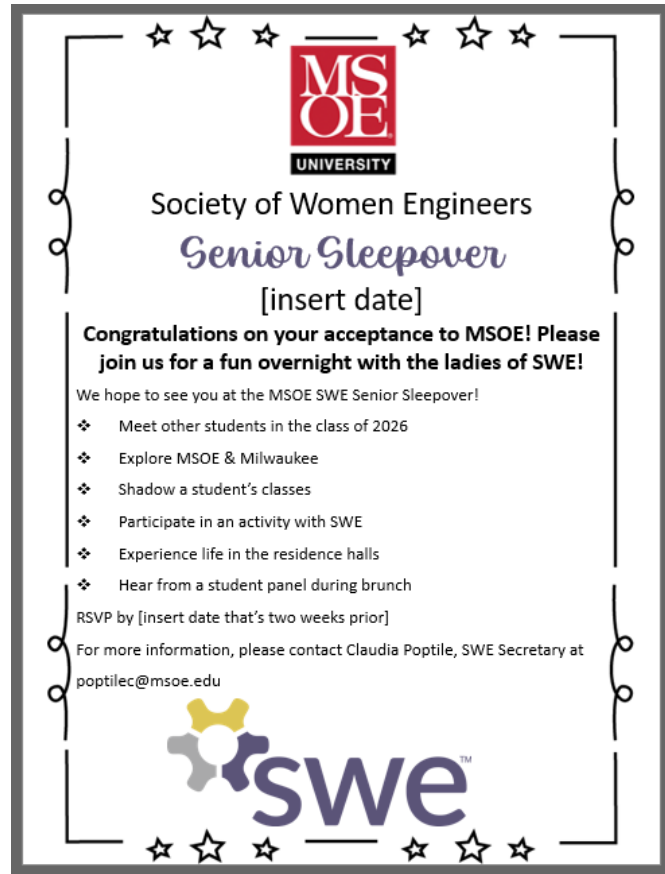 MS
OE
UNIVERSITY
Society of Women Engineers
Senior Sleepover
[insert date]
Congratulations on your acceptance to MSOE! Please
join us for a fun overnight with the ladies of SWE!
We hope to see you at the MSOE SWE Senior Sleepover!
❖ Meet other students in the class of 2026
❖ Explore MSOE & Milwaukee
❖ Shadow a student's classes
❖ Participate in an activity with SWE
❖ Experience life in the residence halls
❖ Hear from a student panel during brunch
RSVP by [insert date that's two weeks prior]
For more information, please contact Claudia Poptile, SWE Secretary at
poptilec@msoe.edu
swe™